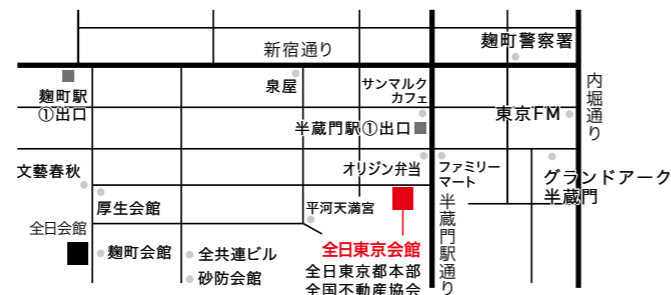 新宿通り
麹町警察署
麹町駅
①出口
泉屋
サンマルク
カフェ
半蔵門駅①出口
東京FM
内堀通り
文藝春秋
オリジン弁当
ファミリー
マート
グランドアーク
半蔵門
厚生会館
平河天満宮
半蔵門駅通り
全日会館
麹町会館
全共連ビル
砂防会館
全日東京会館
全日東京都本部
全国不動産協会